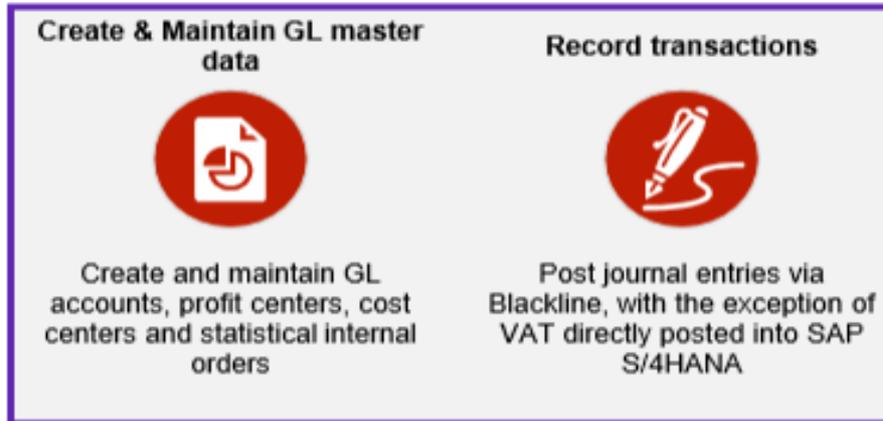 Create & Maintain GL master
data
Create and maintain GL
accounts, profit centers, cost
centers and statistical internal
orders
Record transactions
Post journal entries via
Blackline, with the exception of
VAT directly posted into SAP
S/4HANA